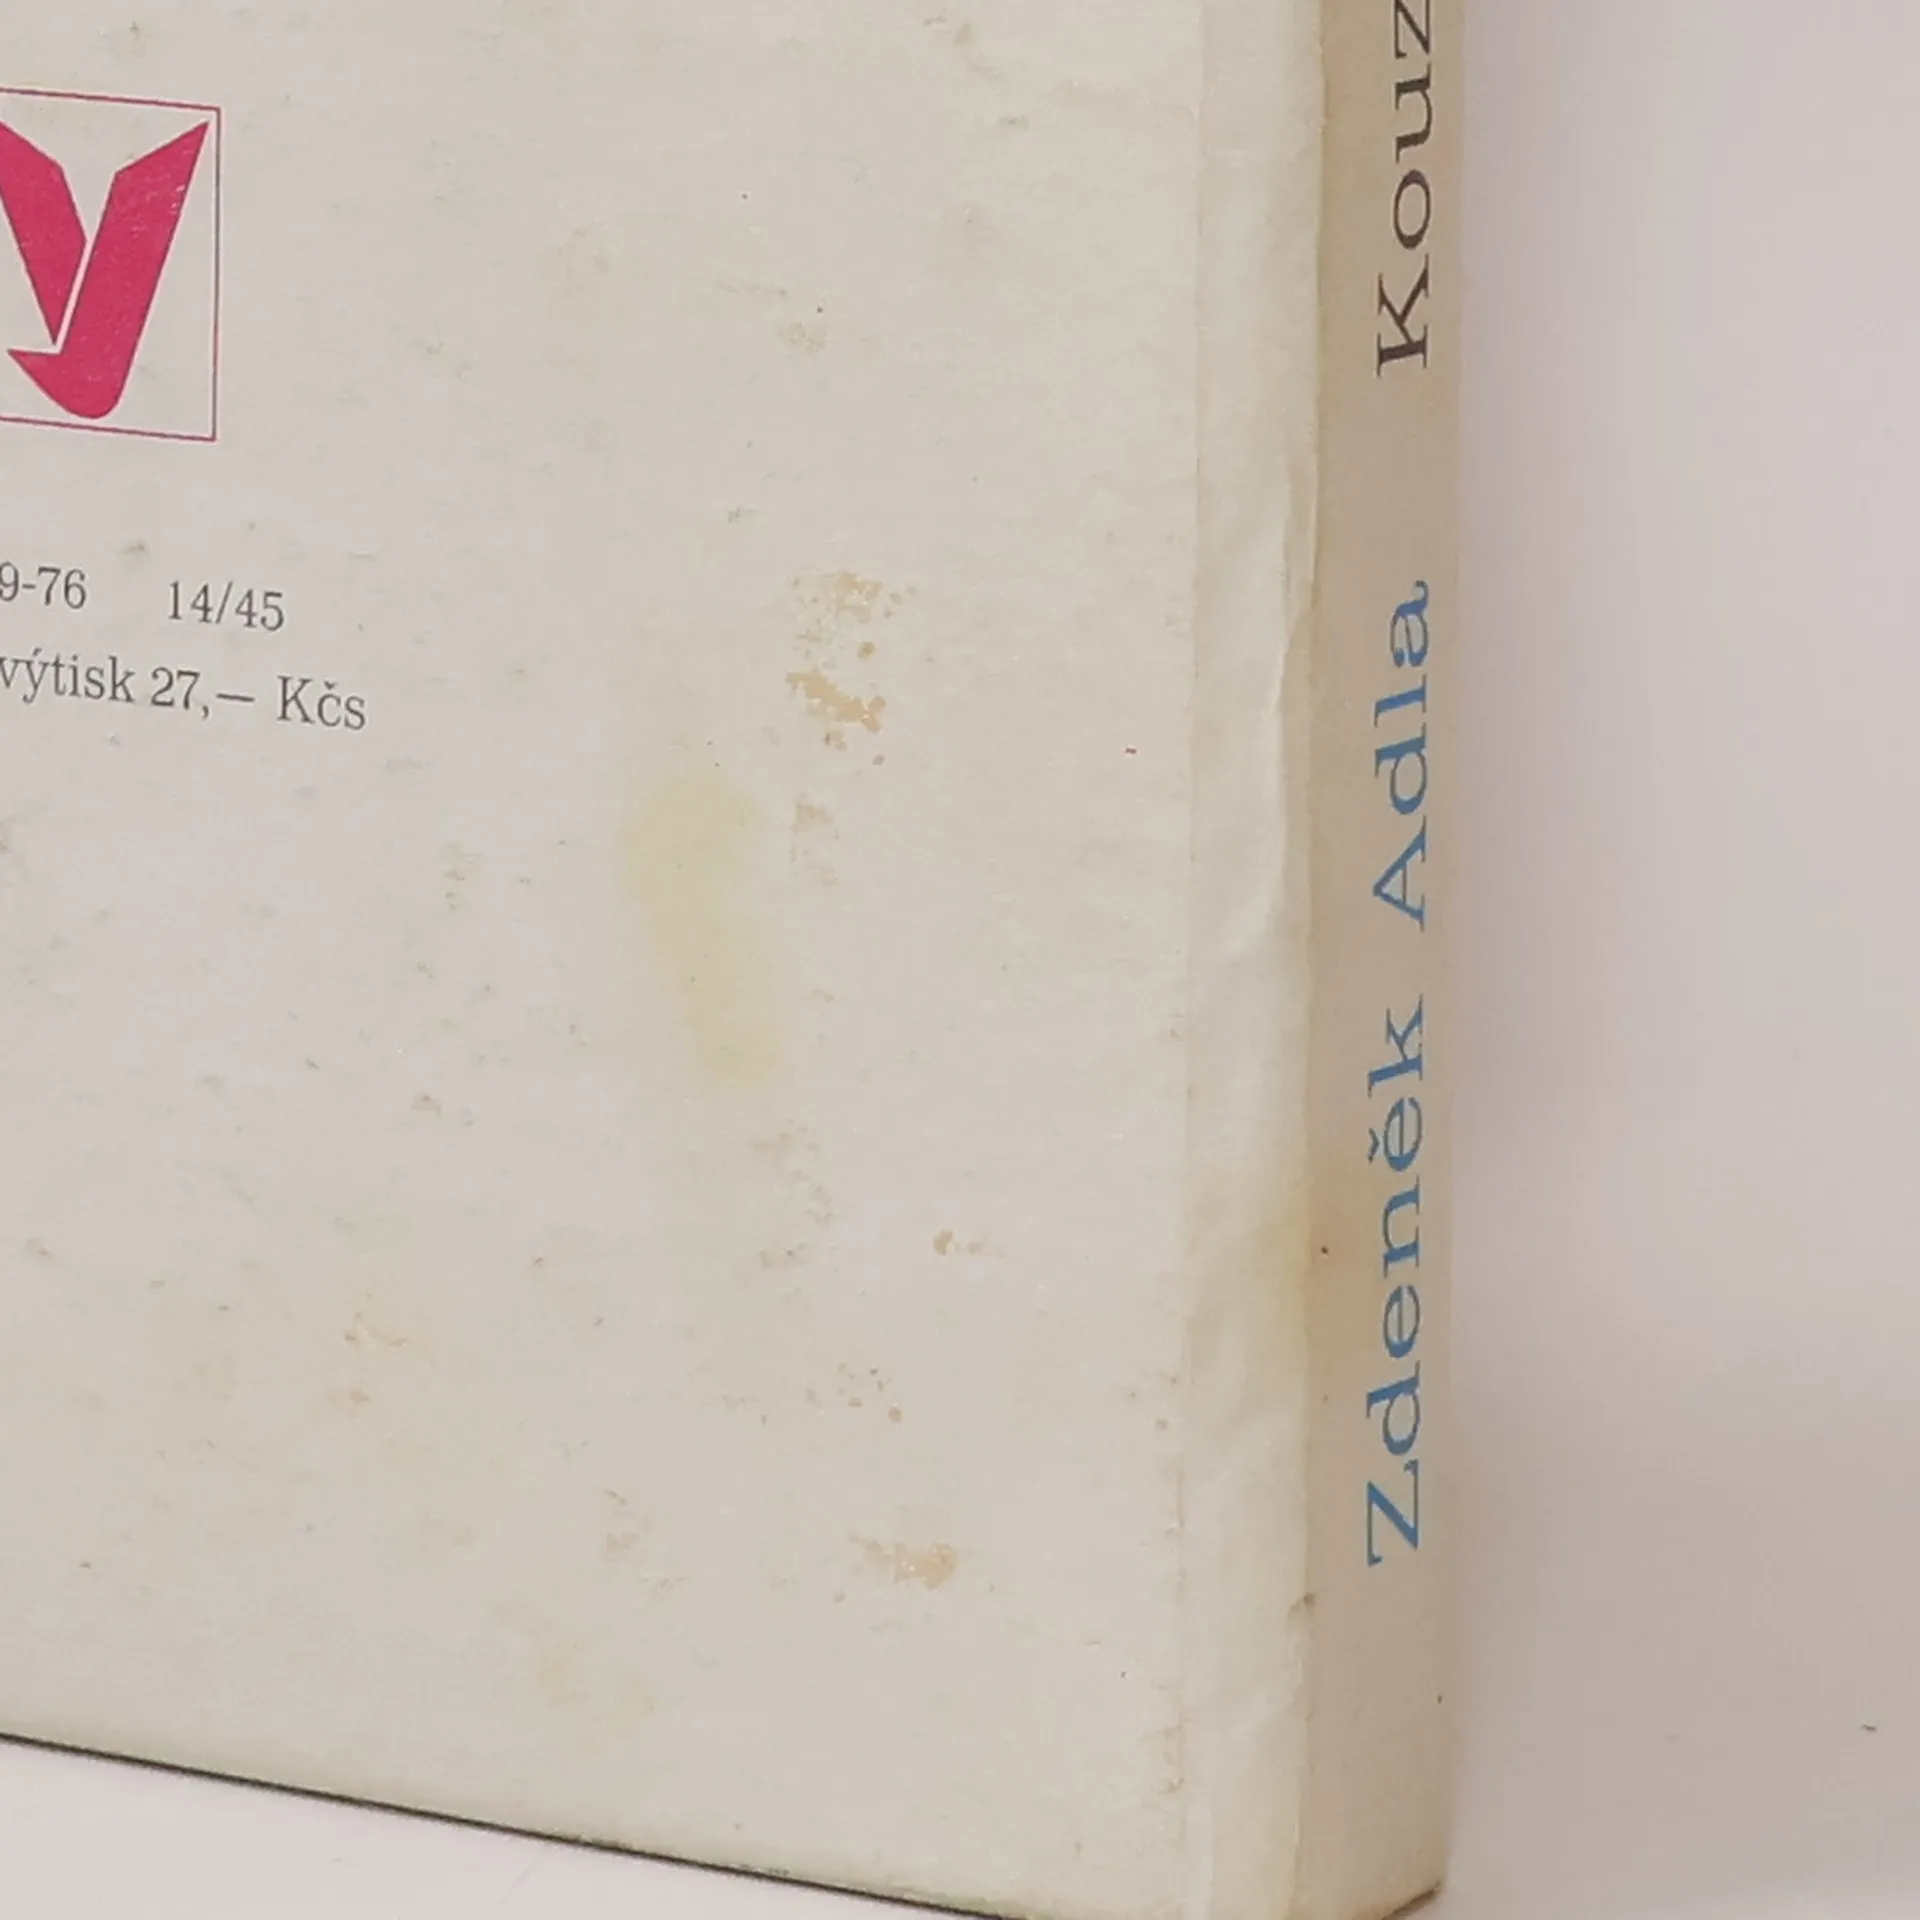 9-76 14/45
výtisk 27,— Kčs
Zdeněk Adla Kouz